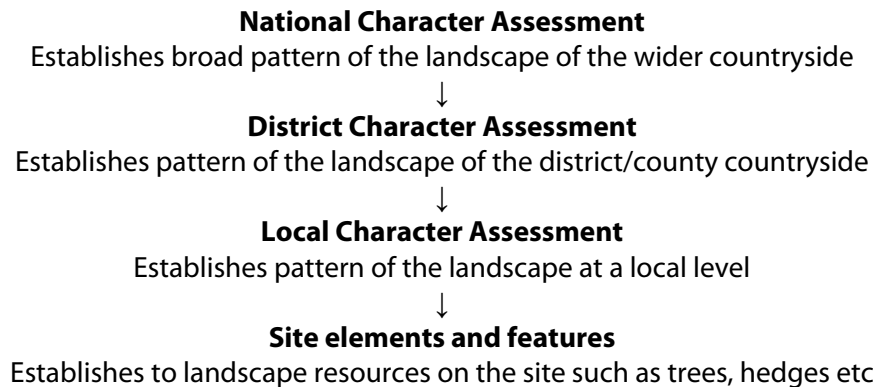 National Character Assessment
Establishes broad pattern of the landscape of the wider countryside
↓
District Character Assessment
Establishes pattern of the landscape of the district/county countryside
↓
Local Character Assessment
Establishes pattern of the landscape at a local level
↓
Site elements and features
Establishes to landscape resources on the site such as trees, hedges etc